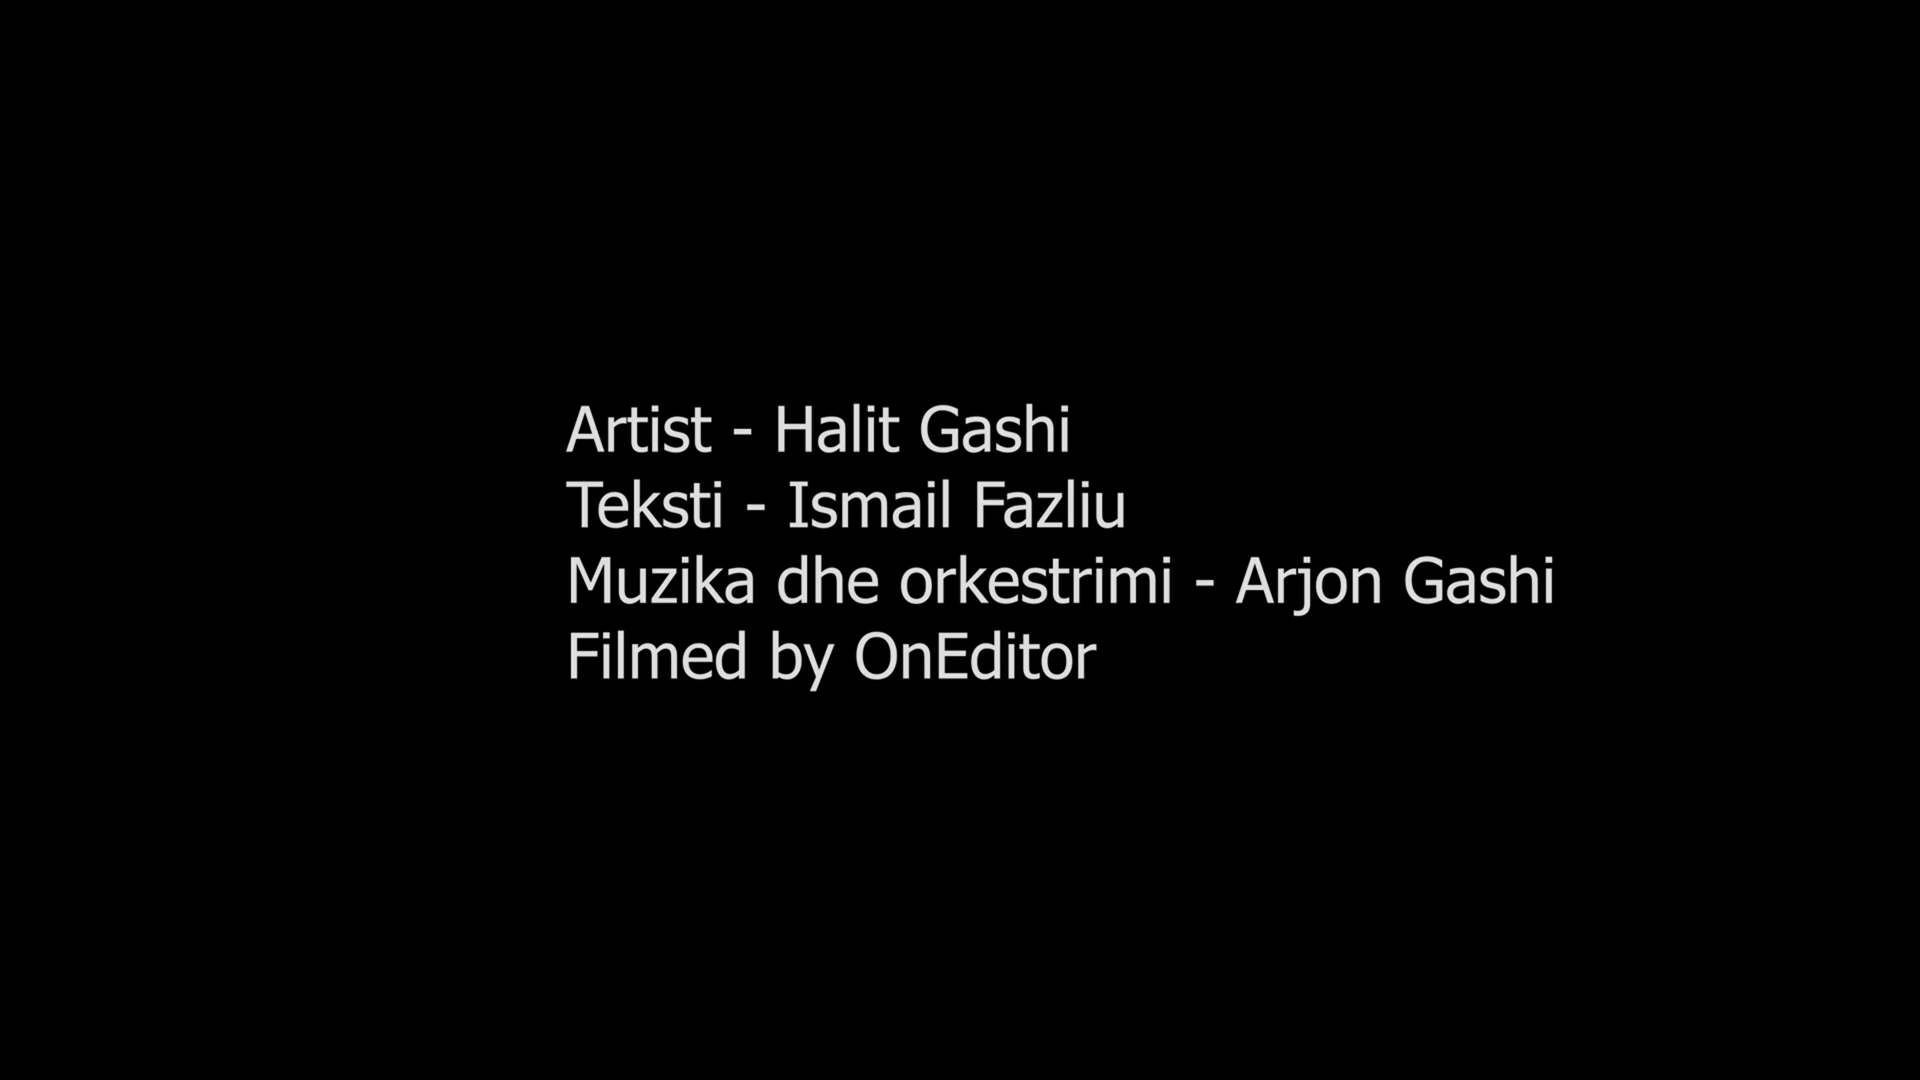 Artist - Halit Gashi
Teksti - Ismail Fazliu
Muzika dhe orkestrimi - Arjon Gashi
Filmed by OnEditor